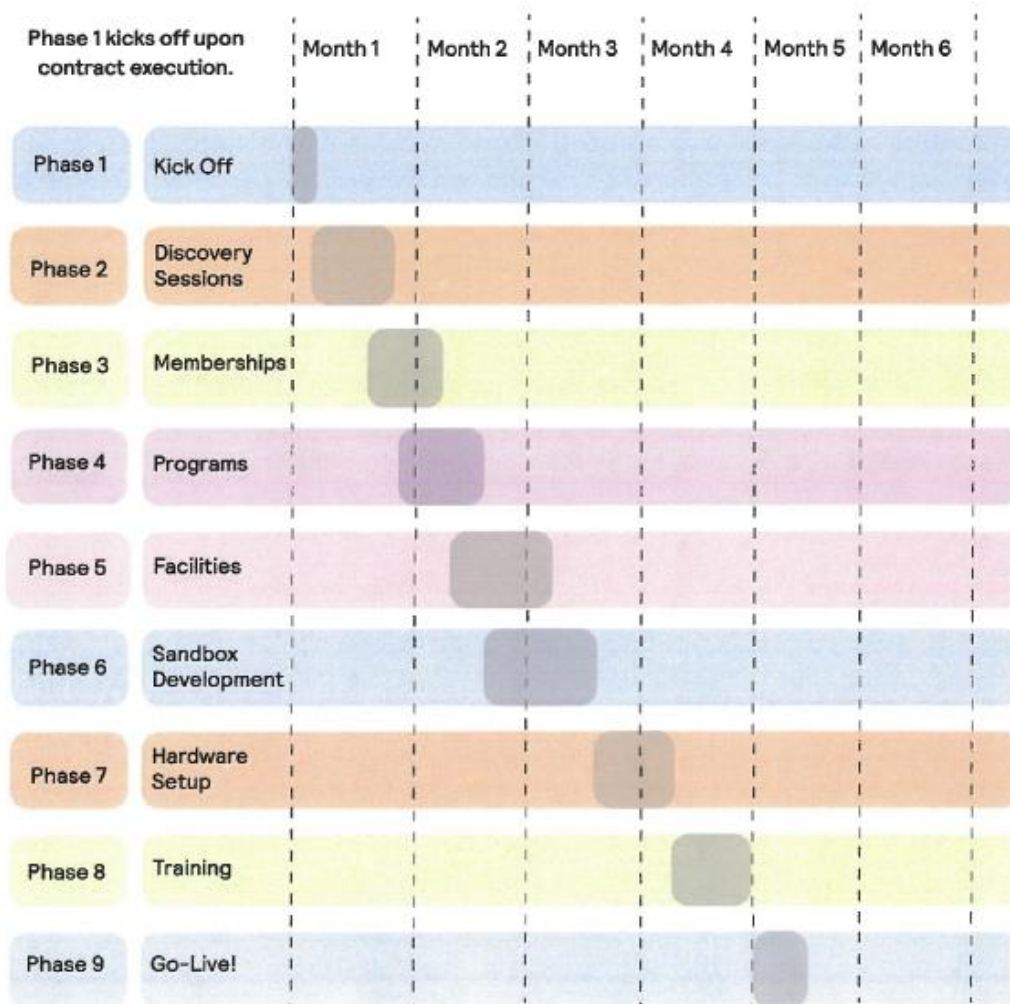 Phase 1 kicks off upon
contract execution.
Month 1 Month 2 Month 3 Month 4 Month 5 Month 6
Phase 1 Kick Off
Phase 2 Discovery
Sessions
Phase 3 Memberships
Phase 4 Programs
Phase 5 Facilities
Phase 6 Sandbox
Development
Phase 7 Hardware
Setup
Phase 8 Training
Phase 9 Go-Live!